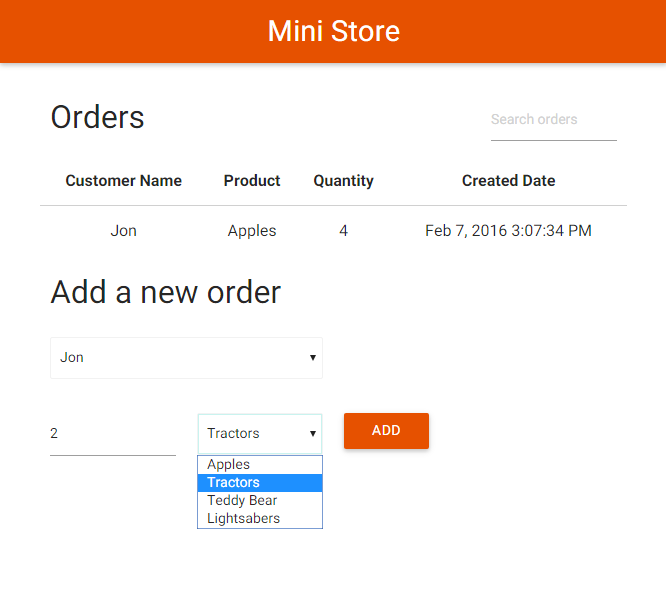 Mini Store
Orders
Search orders
Customer Name Product Quantity Created Date
Jon Apples 4 Feb 7, 2016 3:07:34 PM
Add a new order
Jon
2 Tractors ADD
Apples
Tractors
Teddy Bear
Lightsabers